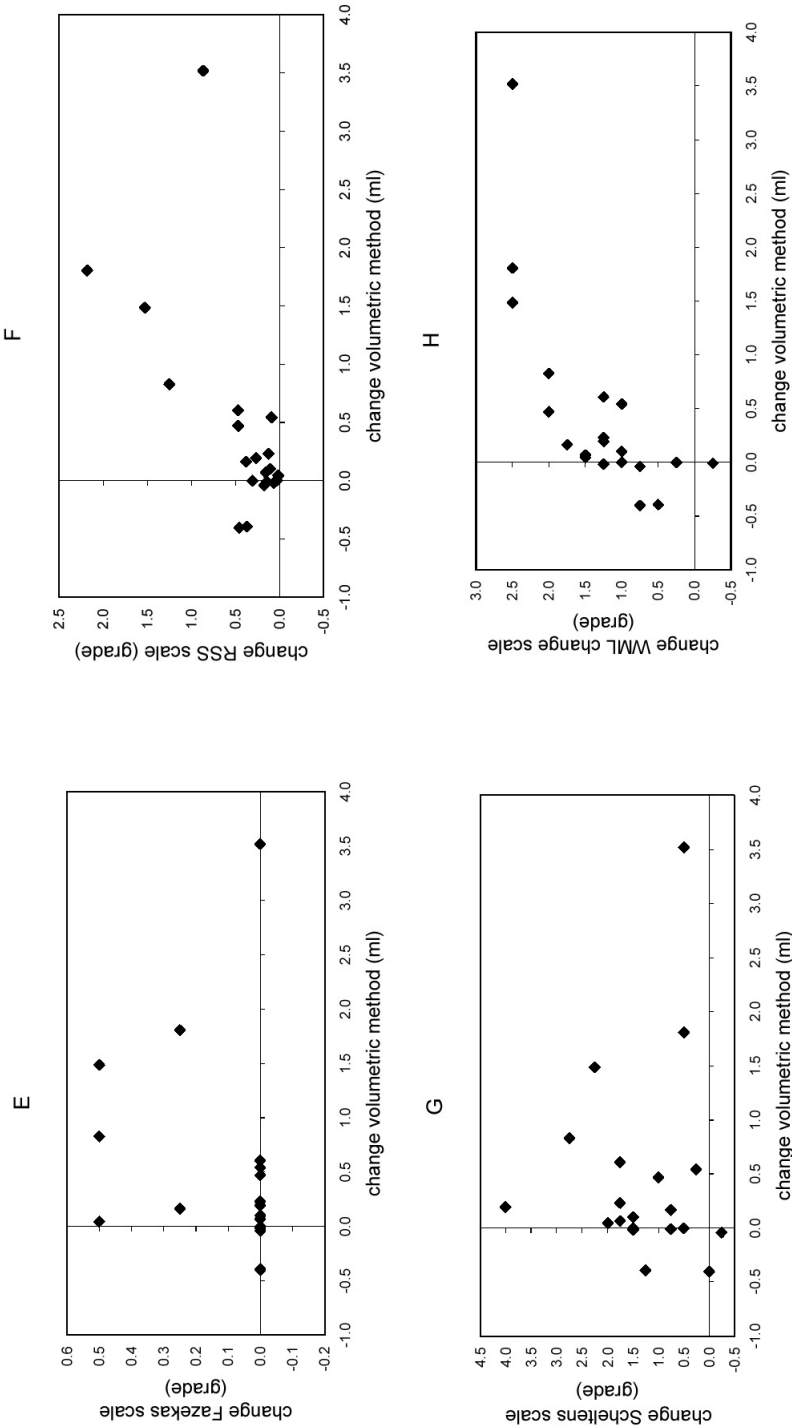 E
change Fazekas scale
(grade)
0.6
0.5
0.4
0.3
0.2
0.1
0.0
-0.1
-0.2
-1.0 -0.5 0.0 0.5 1.0 1.5 2.0 2.5 3.0 3.5 4.0
change volumetric method (ml)
F
change RSS scale (grade)
2.5
2.0
1.5
1.0
0.5
0.0
-0.5
-1.0 -0.5 0.0 0.5 1.0 1.5 2.0 2.5 3.0 3.5 4.0
change volumetric method (ml)
G
change Scheltens scale
(grade)
4.5
4.0
3.5
3.0
2.5
2.0
1.5
1.0
0.5
0.0
-0.5
-1.0 -0.5 0.0 0.5 1.0 1.5 2.0 2.5 3.0 3.5 4.0
change volumetric method (ml)
H
change WML change scale
(grade)
3.0
2.5
2.0
1.5
1.0
0.5
0.0
-0.5
-1.0 -0.5 0.0 0.5 1.0 1.5 2.0 2.5 3.0 3.5 4.0
change volumetric method (ml)